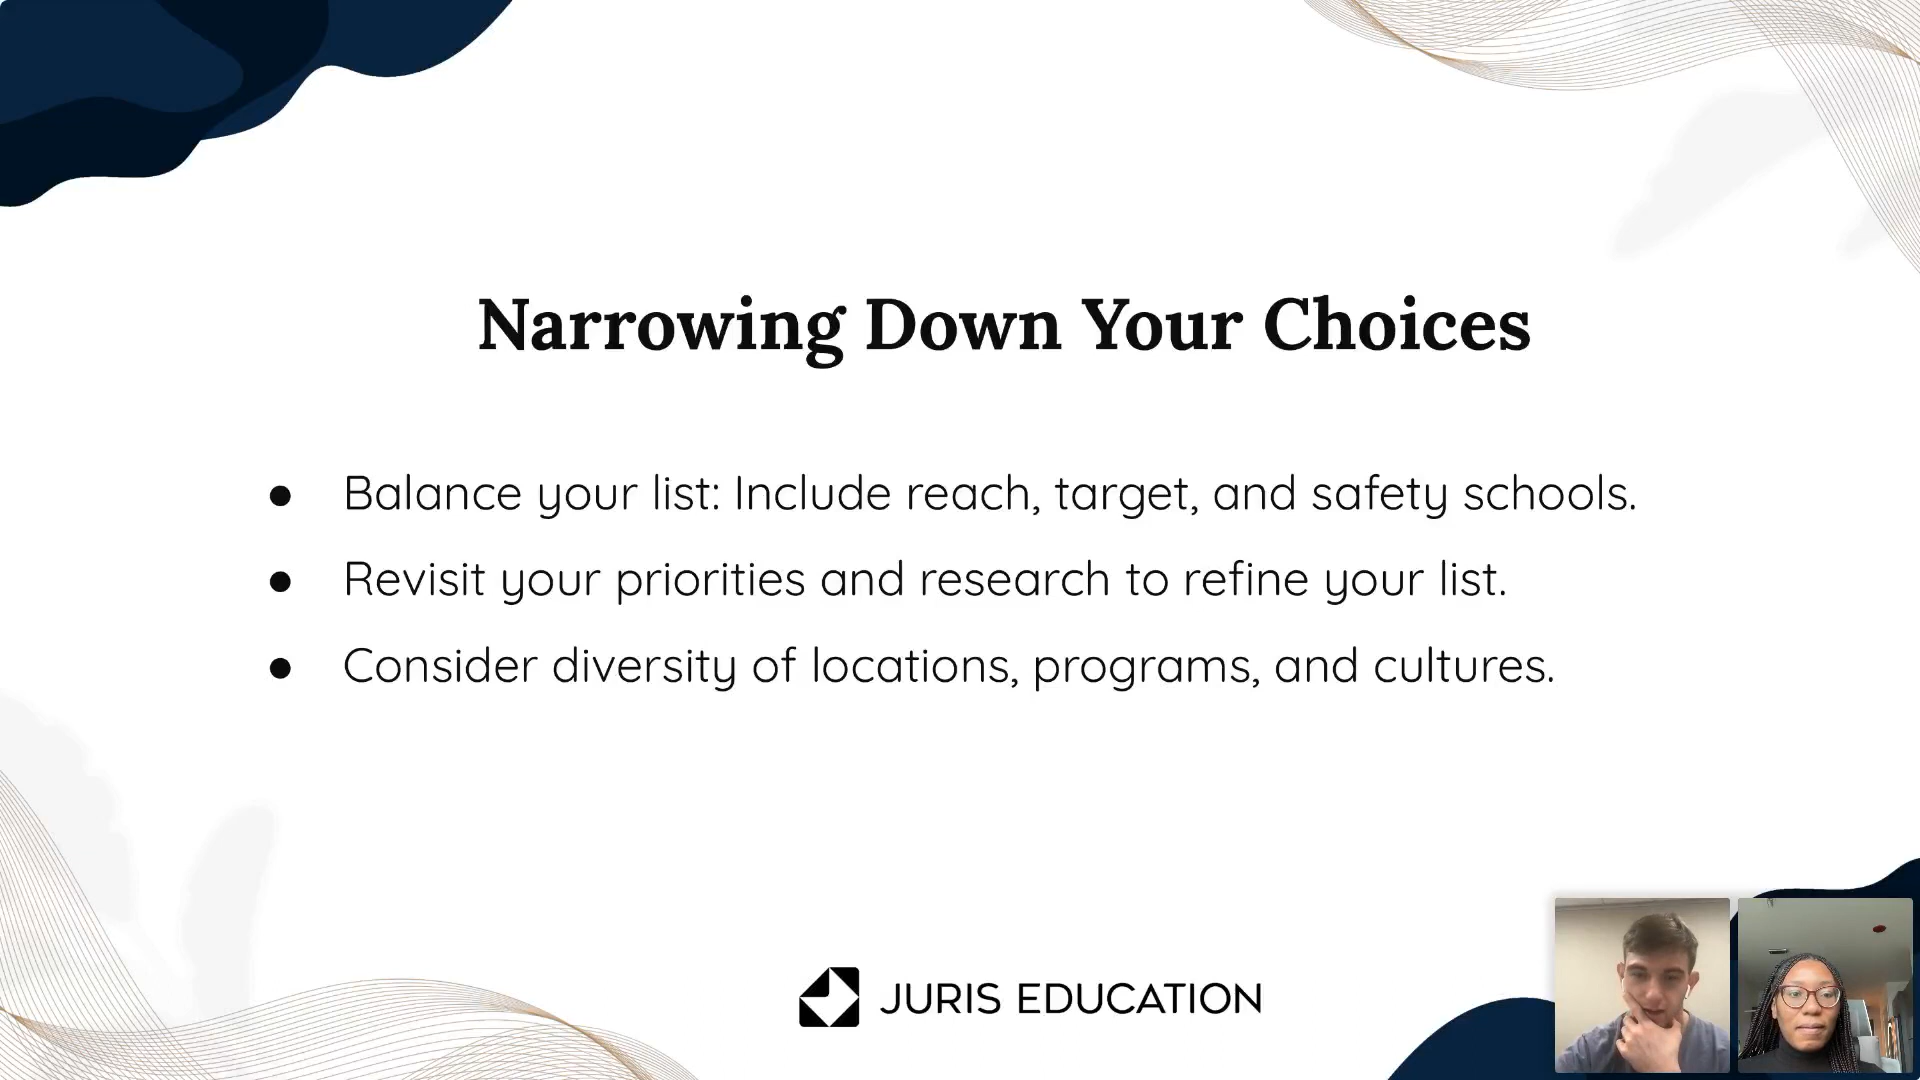 Narrowing Down Your Choices
● Balance your list: Include reach, target, and safety schools.
● Revisit your priorities and research to refine your list.
● Consider diversity of locations, programs, and cultures.
JURIS EDUCATION